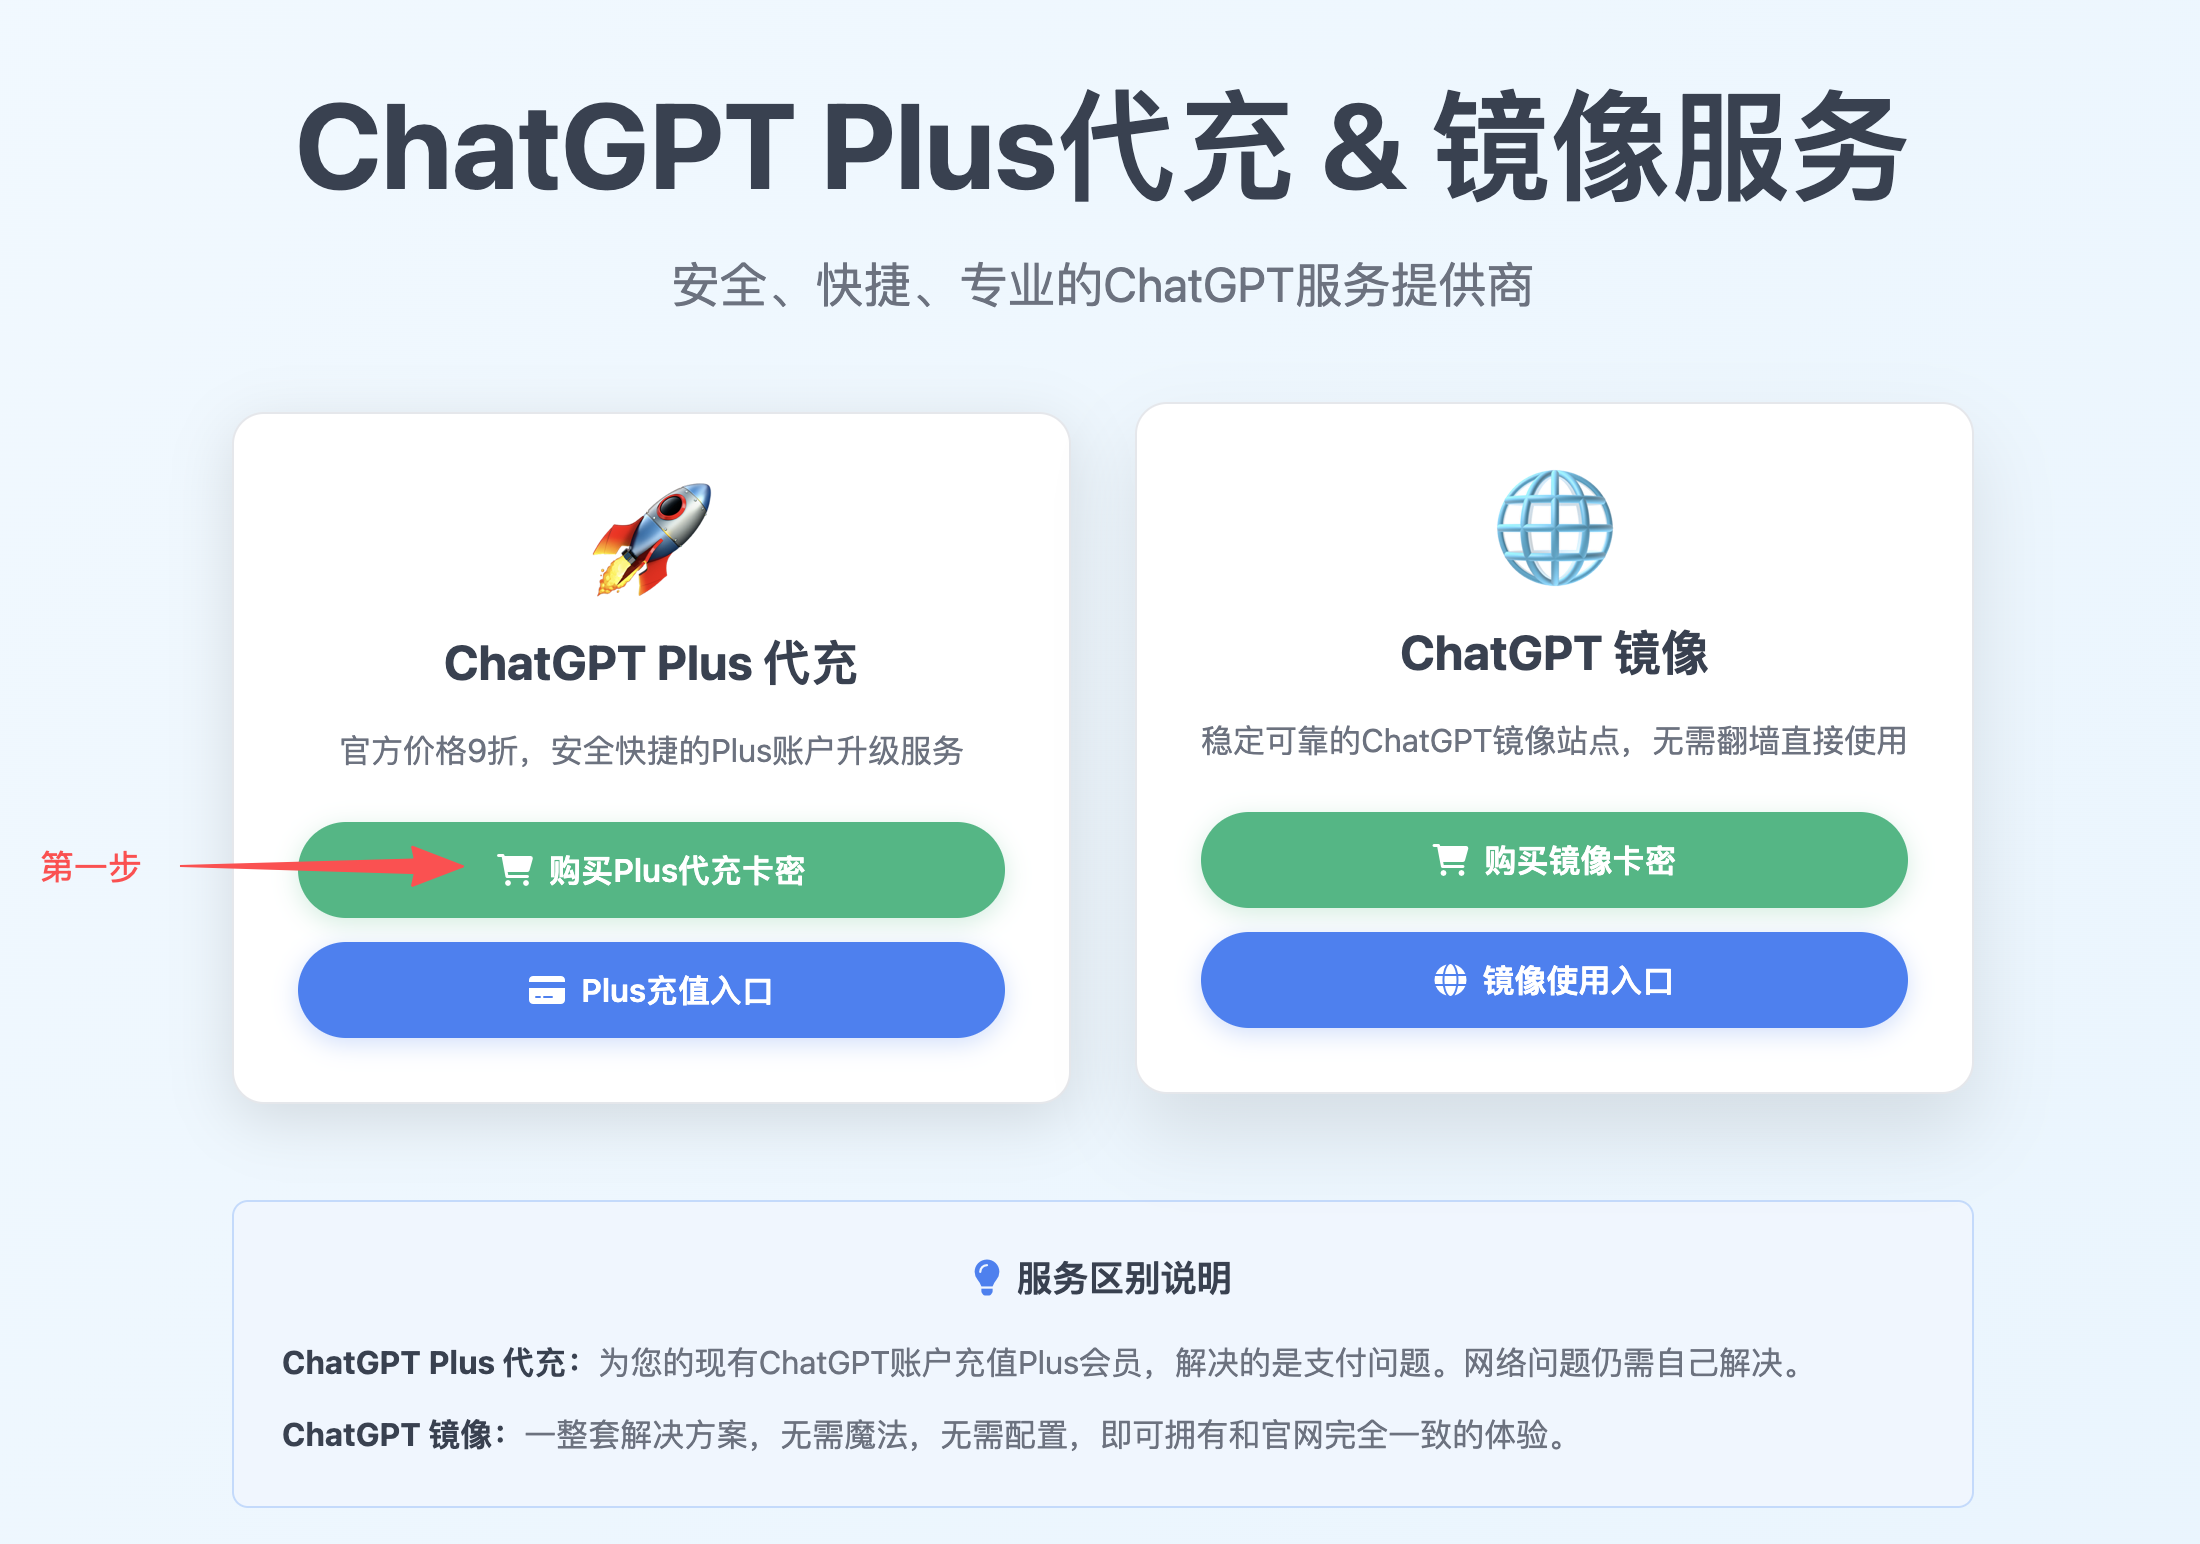 ChatGPT Plus代充 & 镜像服务
安全、快捷、专业的ChatGPT服务提供商
ChatGPT Plus 代充
官方价格9折，安全快捷的Plus账户升级服务
第一步
购买Plus代充卡密
Plus充值入口
ChatGPT 镜像
稳定可靠的ChatGPT镜像站点，无需翻墙直接使用
购买镜像卡密
镜像使用入口
服务区别说明
ChatGPT Plus 代充：为您的现有ChatGPT账户充值Plus会员，解决的是支付问题。网络问题仍需自己解决。
ChatGPT 镜像：一整套解决方案，无需魔法，无需配置，即可拥有和官网完全一致的体验。